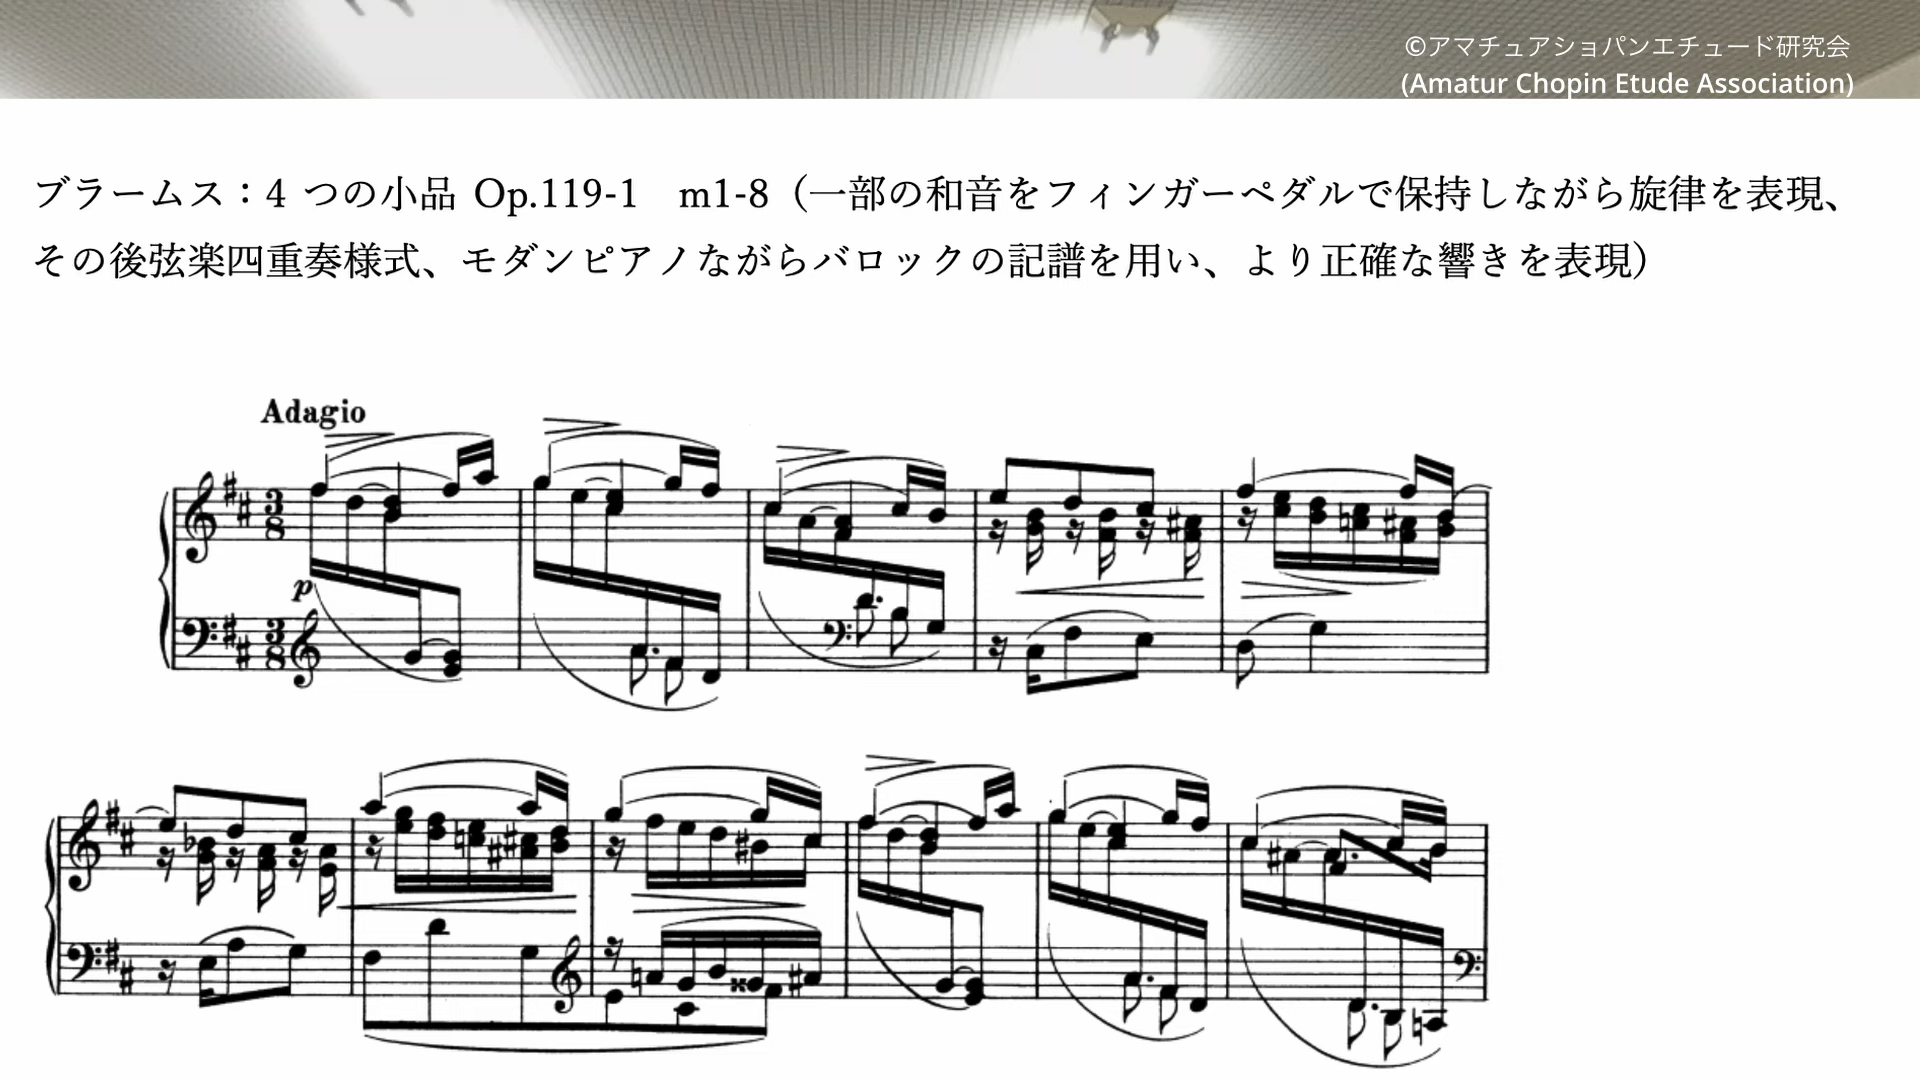 ©アマチュアショパンエチュード研究会
(Amatur Chopin Etude Association)
ブラームス：4 つの小品 Op.119-1　m1-8（一部の和音をフィンガーペダルで保持しながら旋律を表現、
その後弦楽四重奏様式、モダンピアノながらバロックの記譜を用い、より正確な響きを表現）
Adagio
3
8
p
3
8